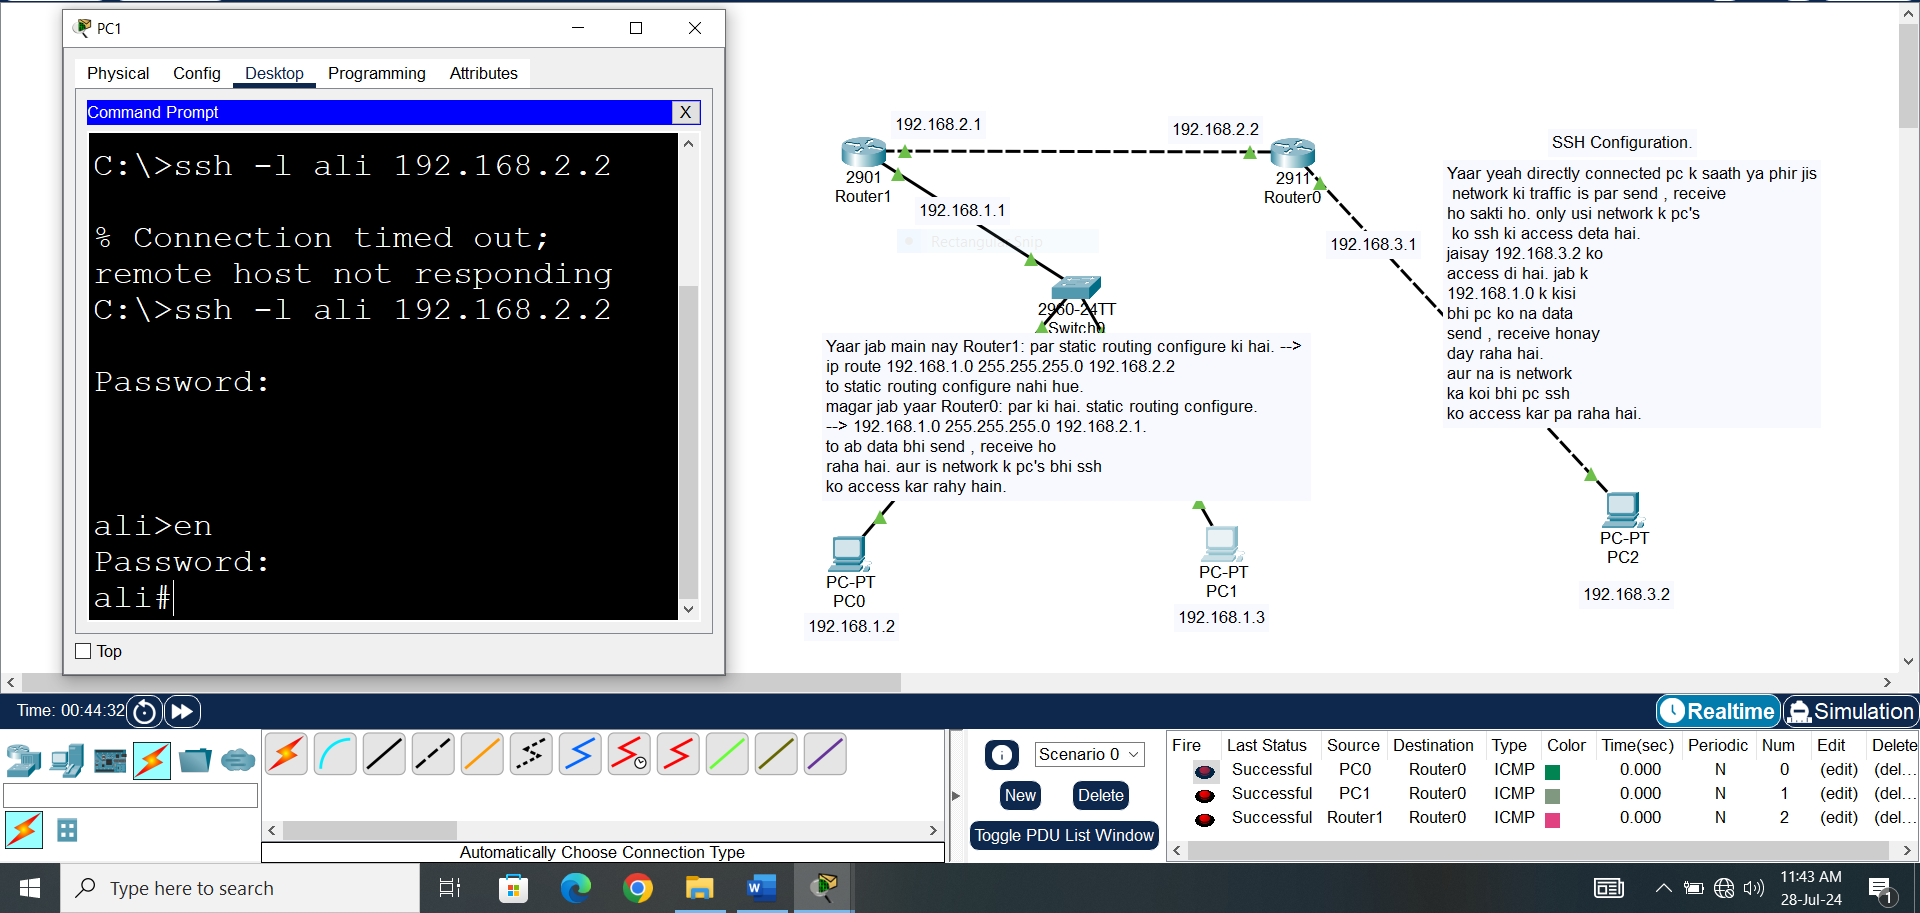 PC1
Physical Config Desktop Programming Attributes
Command Prompt X
C:\>ssh -l ali 192.168.2.2
% Connection timed out;
remote host not responding
C:\>ssh -l ali 192.168.2.2
Password:
ali>en
Password:
ali#
Top
192.168.2.1
192.168.2.2
2901
Router1
2911
Router0
192.168.1.1
Rectangular Snip
192.168.3.1
2960-24TT
Switch0
SSH Configuration.
Yaar yeah directly connected pc k saath ya phir jis
network ki traffic is par send , receive
ho sakti ho. only usi network k pc's
ko ssh ki access deta hai.
jaisay 192.168.3.2 ko
access di hai. jab k
192.168.1.0 k kisi
bhi pc ko na data
send , receive honay
day raha hai.
aur na is network
ka koi bhi pc ssh
ko access kar pa raha hai.
Yaar jab main nay Router1: par static routing configure ki hai. -->
ip route 192.168.1.0 255.255.255.0 192.168.2.2
to static routing configure nahi hue.
magar jab yaar Router0: par ki hai. static routing configure.
--> 192.168.1.0 255.255.255.0 192.168.2.1.
to ab data bhi send , receive ho
raha hai. aur is network k pc's bhi ssh
ko access kar rahy hain.
PC-PT
PC0
192.168.1.2
PC-PT
PC1
192.168.1.3
PC-PT
PC2
192.168.3.2
Time: 00:44:32
Realtime Simulation
Automatically Choose Connection Type
Scenario 0
New Delete
Toggle PDU List Window
Fire Last Status Source Destination Type Color Time(sec) Periodic Num Edit Delete
Successful PC0 Router0 ICMP 0.000 N 0 (edit) (del...
Successful PC1 Router0 ICMP 0.000 N 1 (edit) (del...
Successful Router1 Router0 ICMP 0.000 N 2 (edit) (del...
Type here to search
11:43 AM
28-Jul-24
1